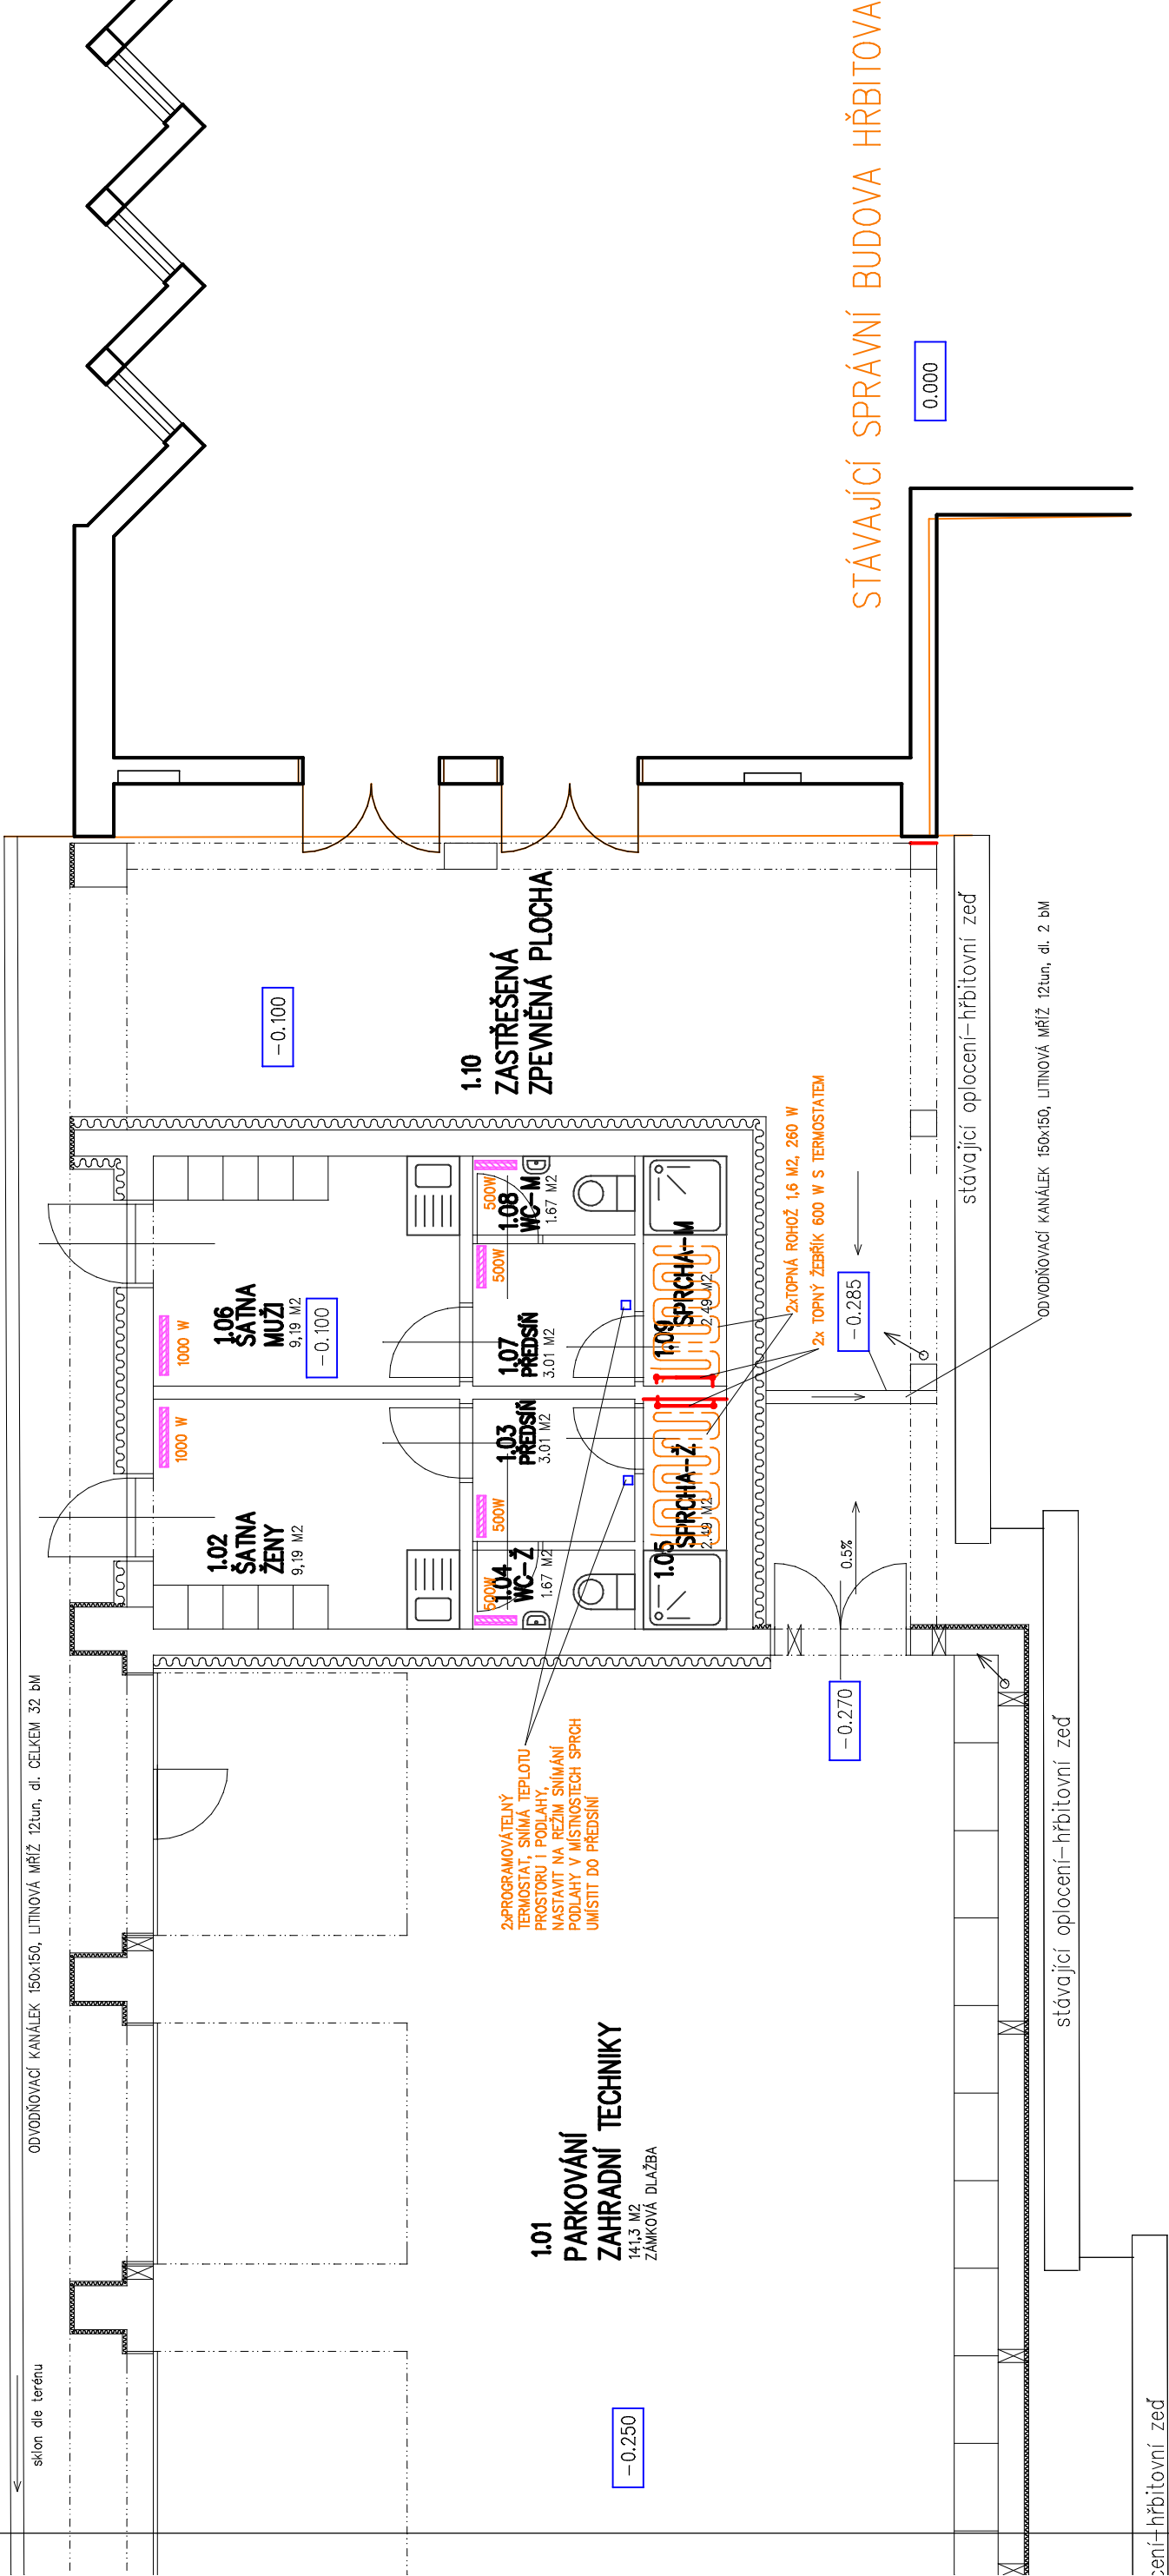 STÁVAJÍCÍ SPRÁVNÍ BUDOVA HŘBITOVA
0.000
1.10
ZASTŘEŠENÁ
ZPEVNĚNÁ PLOCHA
-0.100
stávající oplocení-hřbitovní zeď
ODVODŇOVACÍ KANÁLEK 150x150, LITINOVÁ MŘÍŽ 12tun, dl. 2 bM
2xTOPNÁ ROHOŽ 1,6 M2, 260 W
2x TOPNÝ ŽEBŘÍK 600 W S TERMOSTATEM
-0.285
1.06
ŠATNA
MUŽI
9,19 M2
-0.100
1000 W
500W
1.08
WC-M
1.67 M2
500W
1.07
PŘEDSÍŇ
3.01 M2
1.09
SPRCHA-M
2,49 M2
1000 W
1.02
ŠATNA
ŽENY
9,19 M2
1.03
PŘEDSÍŇ
3.01 M2
500W
500W
1.04
WC-Ž
1.67 M2
1.05
SPRCHA-Ž
2.49 M2
0.5%
-0.270
ODVODŇOVACÍ KANÁLEK 150x150, LITINOVÁ MŘÍŽ 12tun, dl. CELKEM 32 bM
sklon dle terénu
2xPROGRAMOVÁTELNÝ
TERMOSTAT, SNÍMÁ TEPLOTU
PROSTORU I PODLAHY,
NASTAVIT NA REŽIM SNÍMÁNÍ
PODLAHY V MÍSTNOSTECH SPRCH
UMÍSTIT DO PŘEDSINÍ
1.01
PARKOVÁNÍ
ZAHRADNÍ TECHNIKY
141,3 M2
ZÁMKOVÁ DLAŽBA
-0.250
stávající oplocení-hřbitovní zeď
cení-hřbitovní zeď